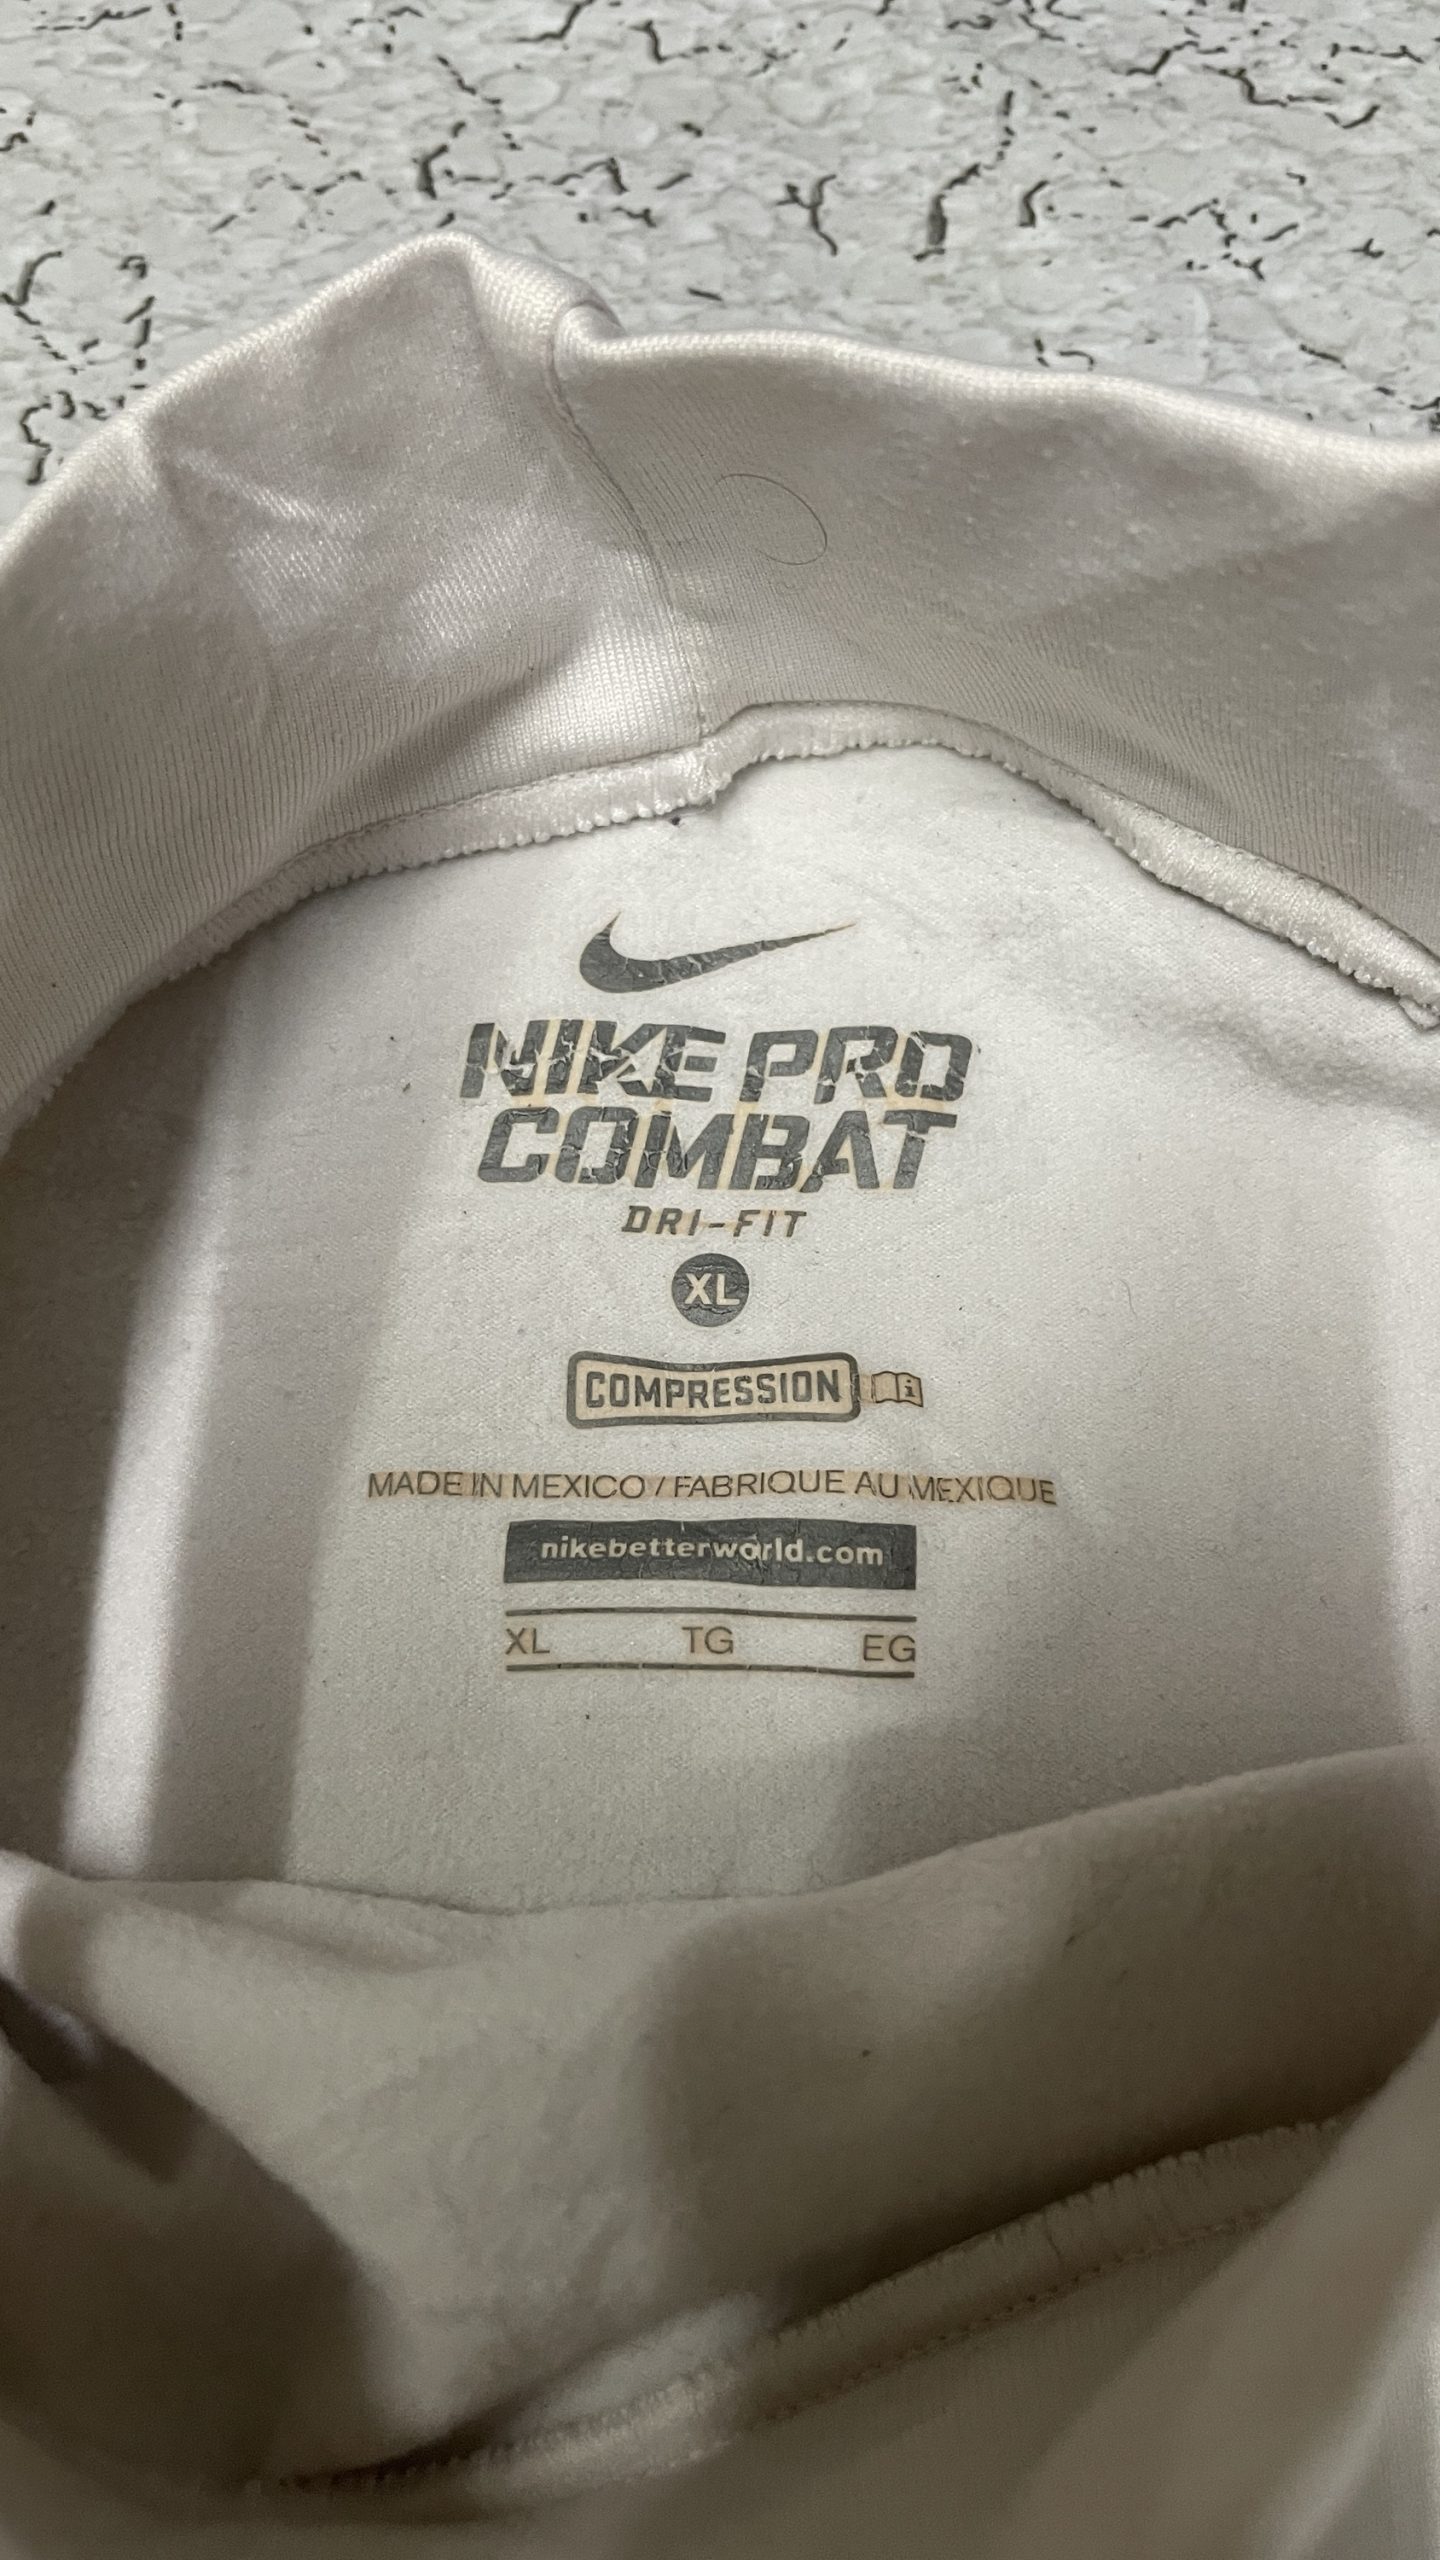 NIKE PRO
COMBAT
DRI-FIT
XL
COMPRESSION
MADE IN MEXICO / FABRIQUE AU MEXIQUE
nikebetterworld.com
XL TG EG